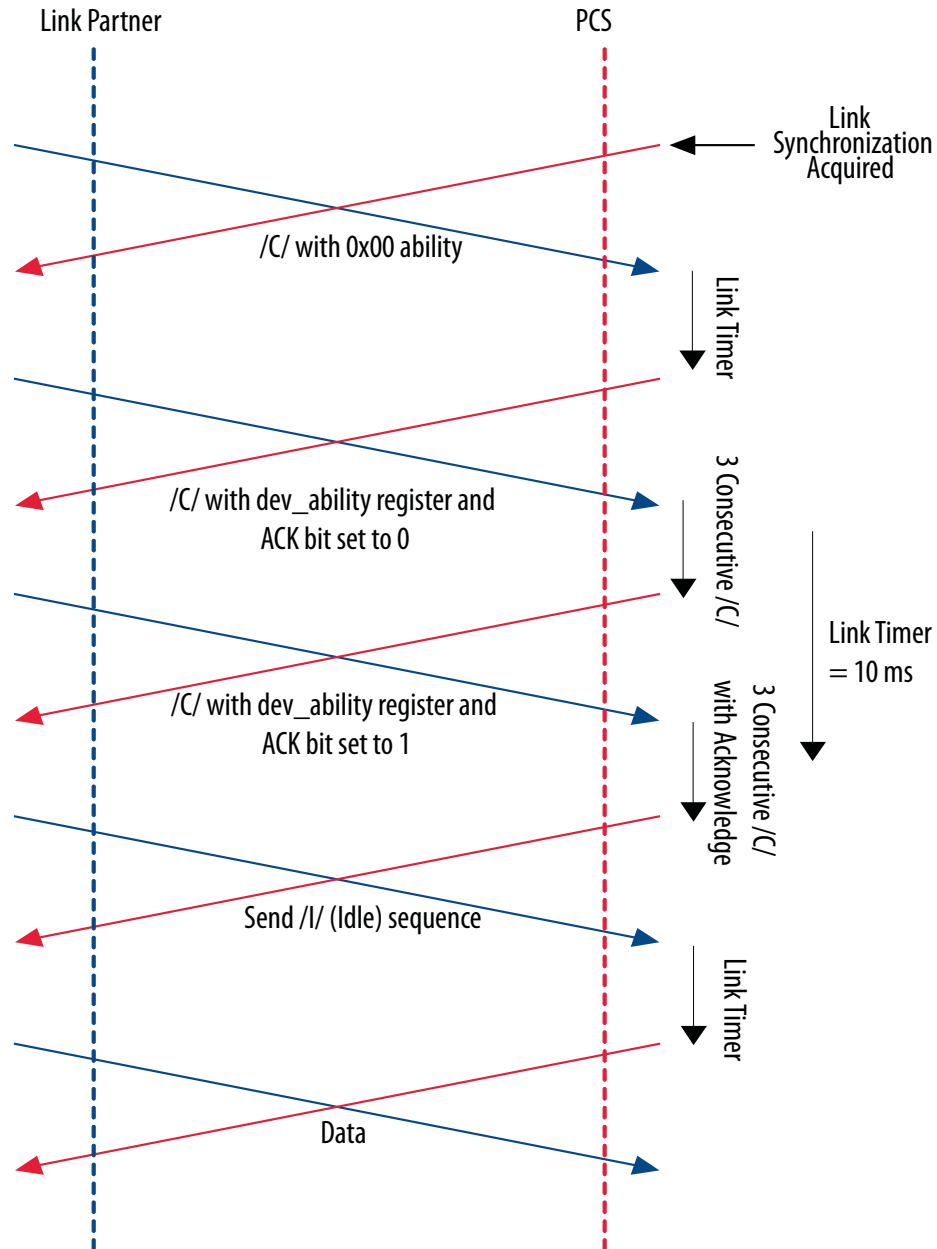 Link Partner
PCS
Link
Synchronization
Acquired
/C/ with 0x00 ability
Link Timer
/C/ with dev_ability register and
ACK bit set to 0
3 Consecutive /C/
Link Timer
= 10 ms
/C/ with dev_ability register and
ACK bit set to 1
3 Consecutive /C/
with Acknowledge
Send /I/ (Idle) sequence
Link Timer
Data